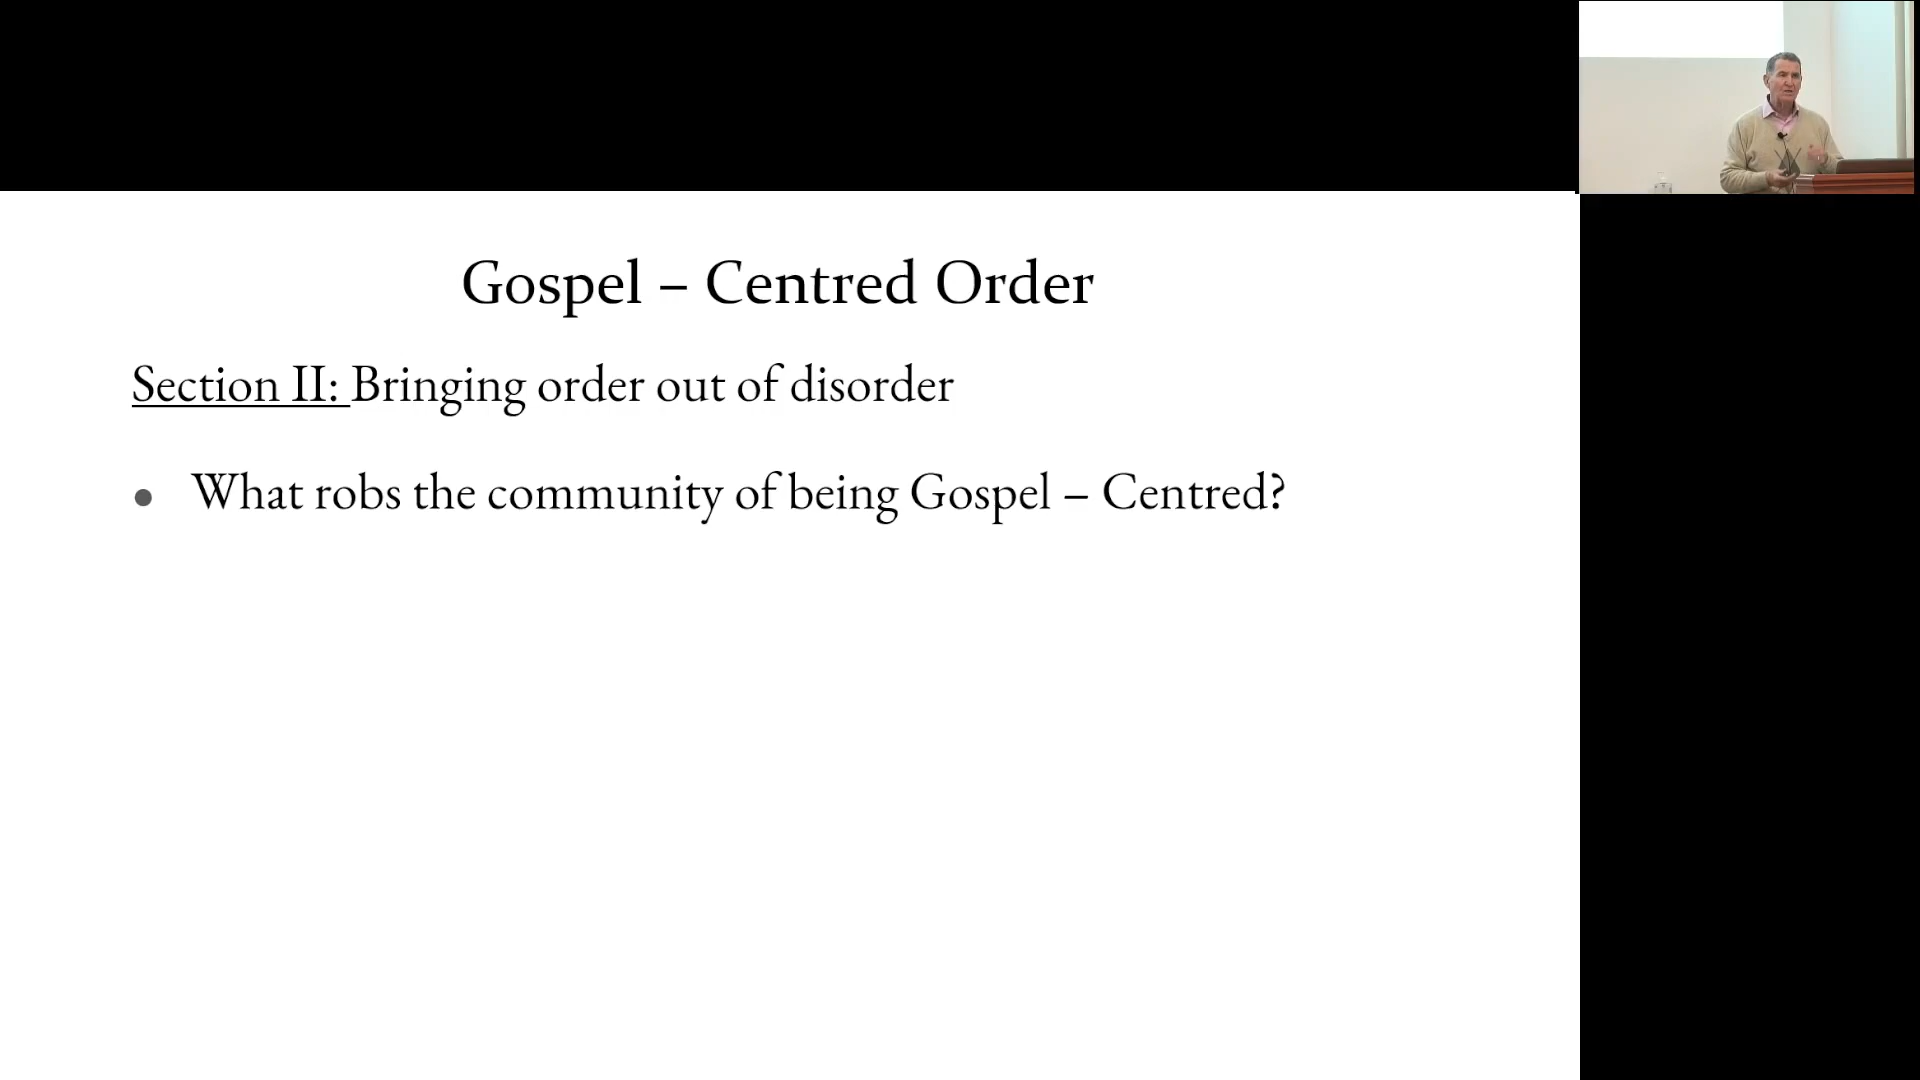 Gospel – Centred Order
Section II: Bringing order out of disorder
● What robs the community of being Gospel – Centred?